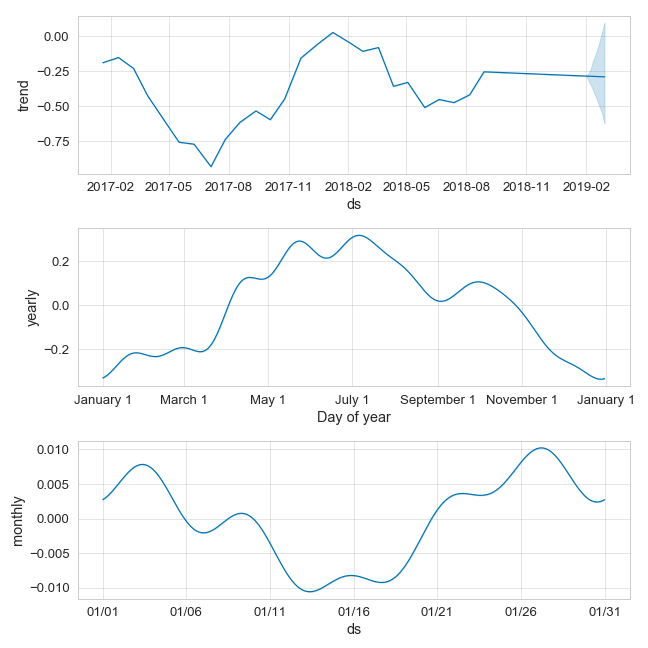 0.00
−0.25
−0.50
−0.75
trend
2017-02 2017-05 2017-08 2017-11 2018-02 2018-05 2018-08 2018-11 2019-02
ds
0.2
0.0
−0.2
yearly
January 1 March 1 May 1 July 1 September 1 November 1 January 1
Day of year
0.010
0.005
0.000
−0.005
−0.010
monthly
01/01 01/06 01/11 01/16 01/21 01/26 01/31
ds